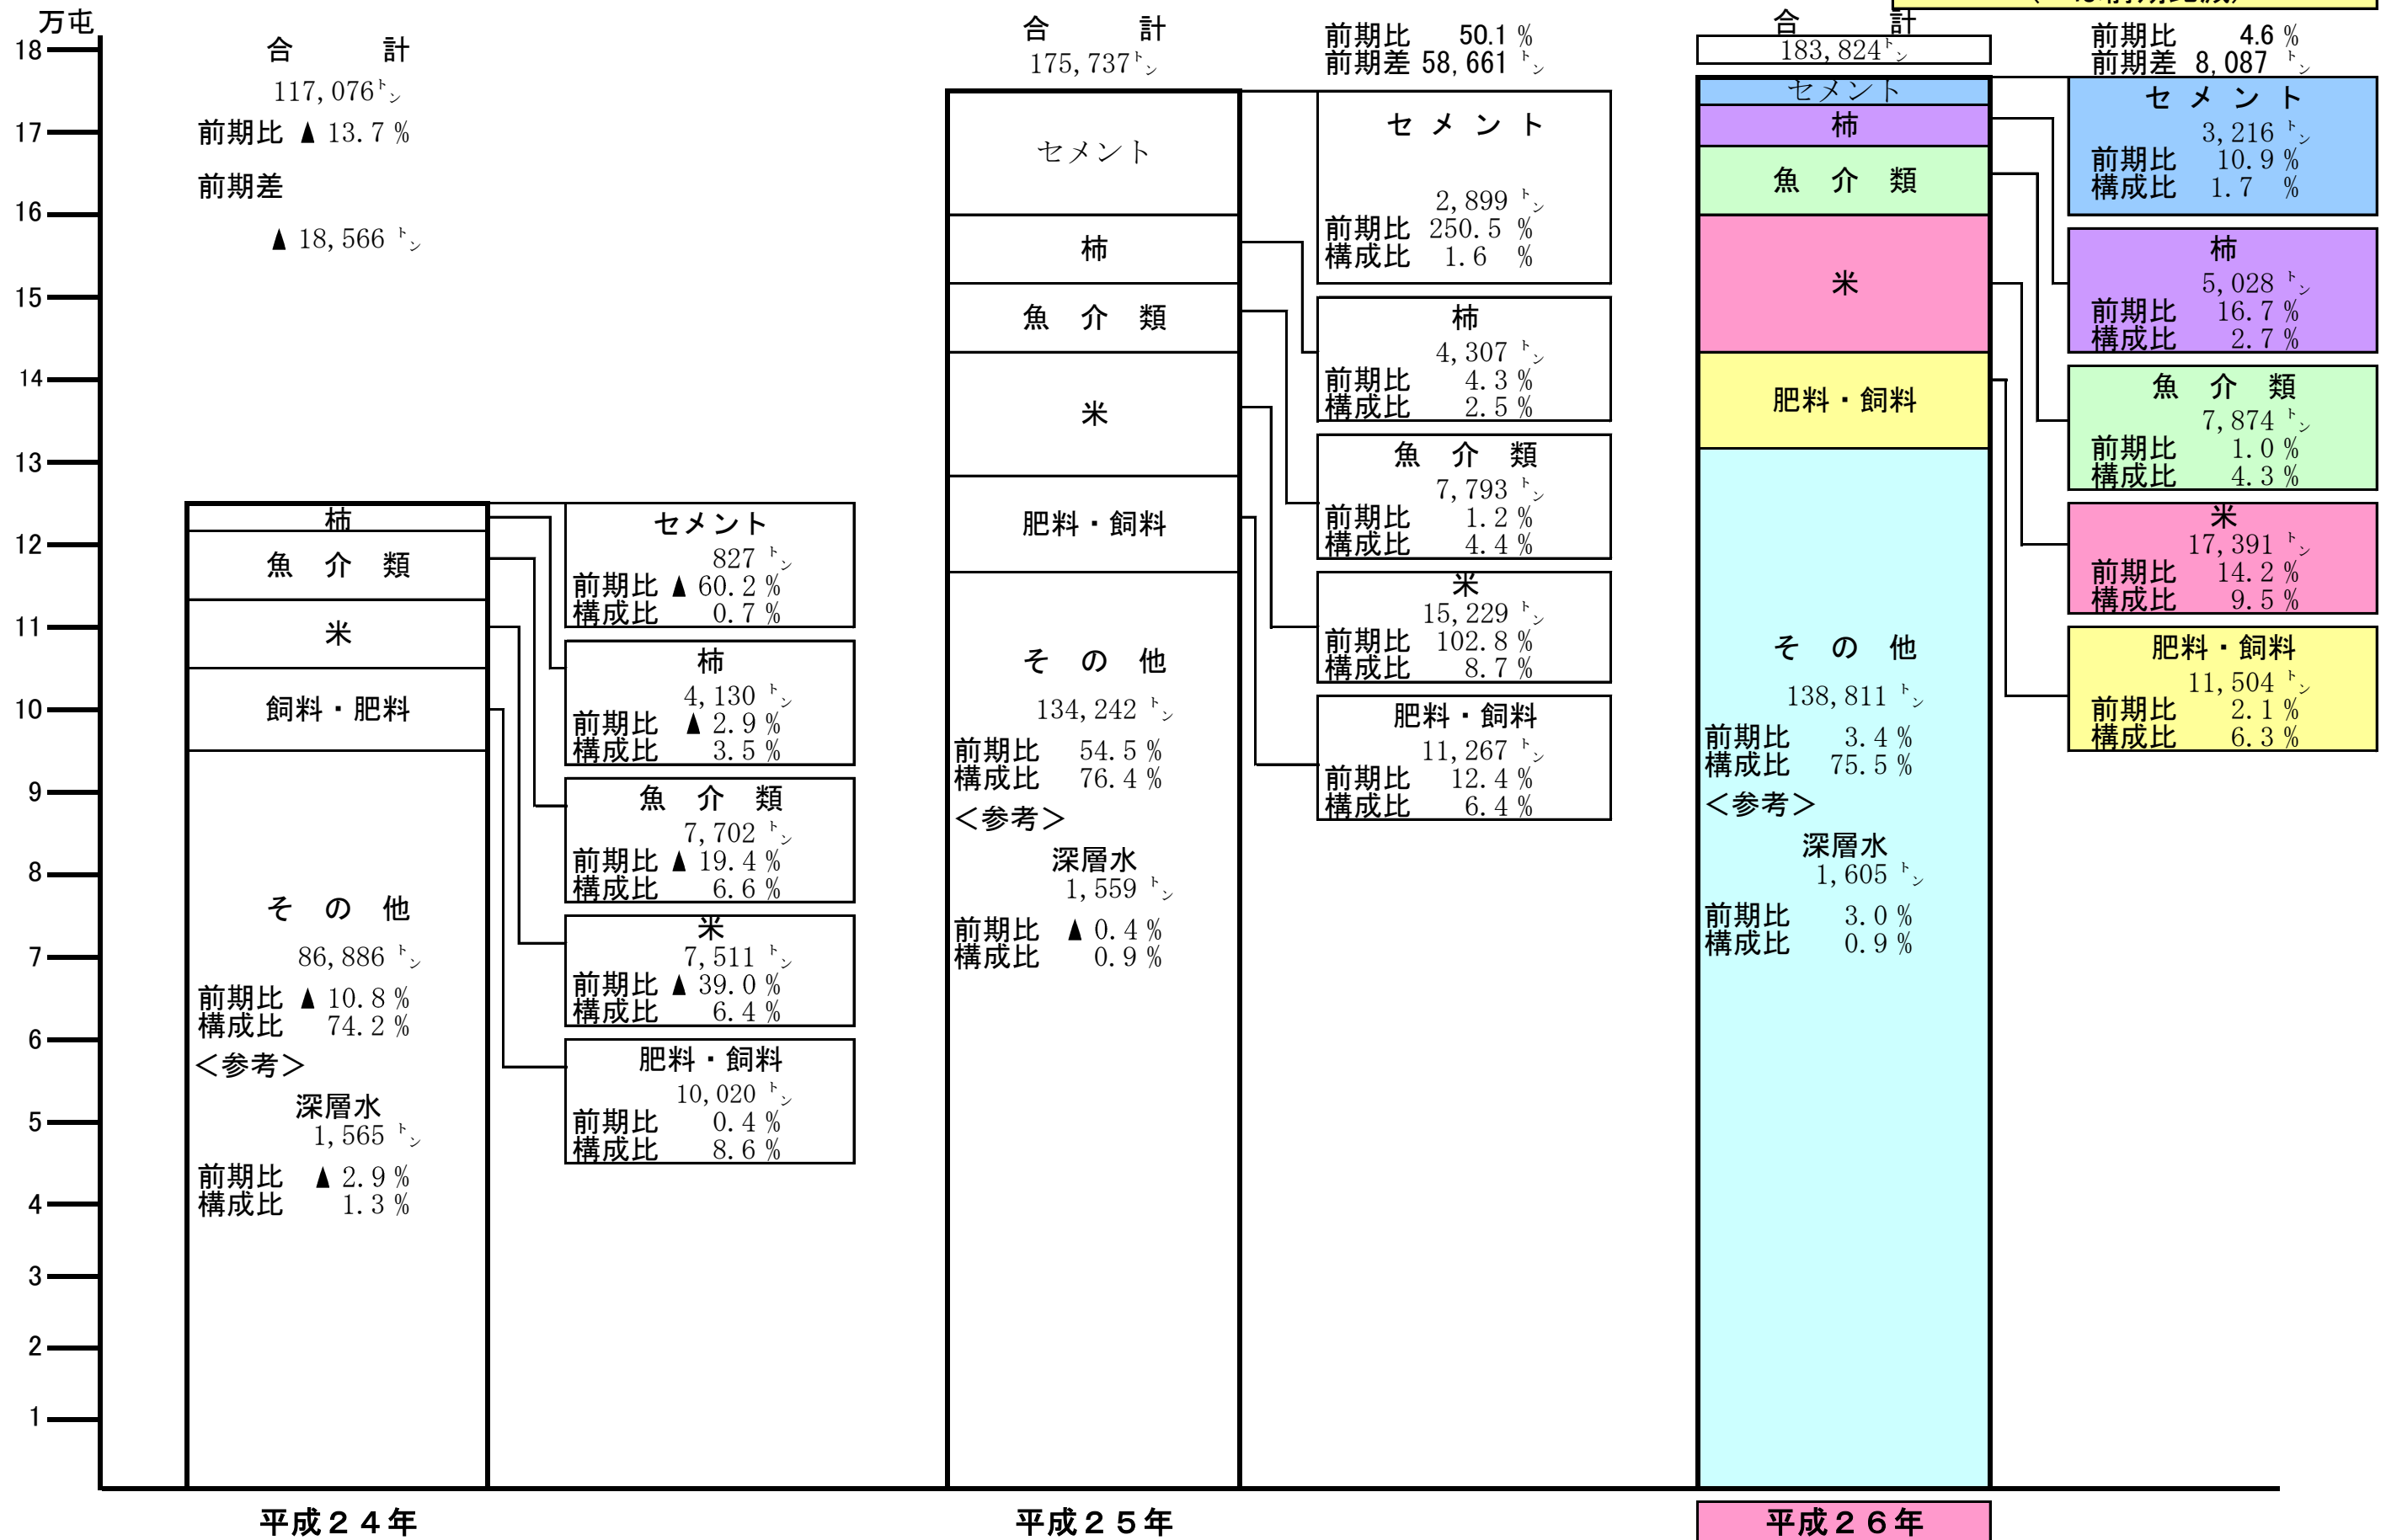 万屯
18
17
16
15
14
13
12
11
10
9
8
7
6
5
4
3
2
1
合　　計
117,076トン
前期比 ▲ 13.7 %
前期差
▲ 18,566 トン
柿
魚　介　類
米
飼料・肥料
そ　の　他
86,886 トン
前期比 ▲ 10.8 %
構成比 74.2 %
＜参考＞
深層水
1,565 トン
前期比 ▲ 2.9 %
構成比 1.3 %
セメント
827 トン
前期比 ▲ 60.2 %
構成比 0.7 %
柿
4,130 トン
前期比 ▲ 2.9 %
構成比 3.5 %
魚　介　類
7,702 トン
前期比 ▲ 19.4 %
構成比 6.6 %
米
7,511 トン
前期比 ▲ 39.0 %
構成比 6.4 %
肥料・飼料
10,020 トン
前期比 0.4 %
構成比 8.6 %
平成２４年
合　　計
175,737トン
前期比 50.1 %
前期差 58,661 トン
セメント
柿
魚　介　類
米
肥料・飼料
そ　の　他
134,242 トン
前期比 54.5 %
構成比 76.4 %
＜参考＞
深層水
1,559 トン
前期比 ▲ 0.4 %
構成比 0.9 %
セ メ ン ト
2,899 トン
前期比 250.5 %
構成比 1.6 %
柿
4,307 トン
前期比 4.3 %
構成比 2.5 %
魚　介　類
7,793 トン
前期比 1.2 %
構成比 4.4 %
米
15,229 トン
前期比 102.8 %
構成比 8.7 %
肥料・飼料
11,267 トン
前期比 12.4 %
構成比 6.4 %
平成２５年
合　　計
183,824トン
前期比 4.6 %
前期差 8,087 トン
セメント
柿
魚　介　類
米
肥料・飼料
そ　の　他
138,811 トン
前期比 3.4 %
構成比 75.5 %
＜参考＞
深層水
1,605 トン
前期比 3.0 %
構成比 0.9 %
セ メ ン ト
3,216 トン
前期比 10.9 %
構成比 1.7 %
柿
5,028 トン
前期比 16.7 %
構成比 2.7 %
魚　介　類
7,874 トン
前期比 1.0 %
構成比 4.3 %
米
17,391 トン
前期比 14.2 %
構成比 9.5 %
肥料・飼料
11,504 トン
前期比 2.1 %
構成比 6.3 %
平成２６年